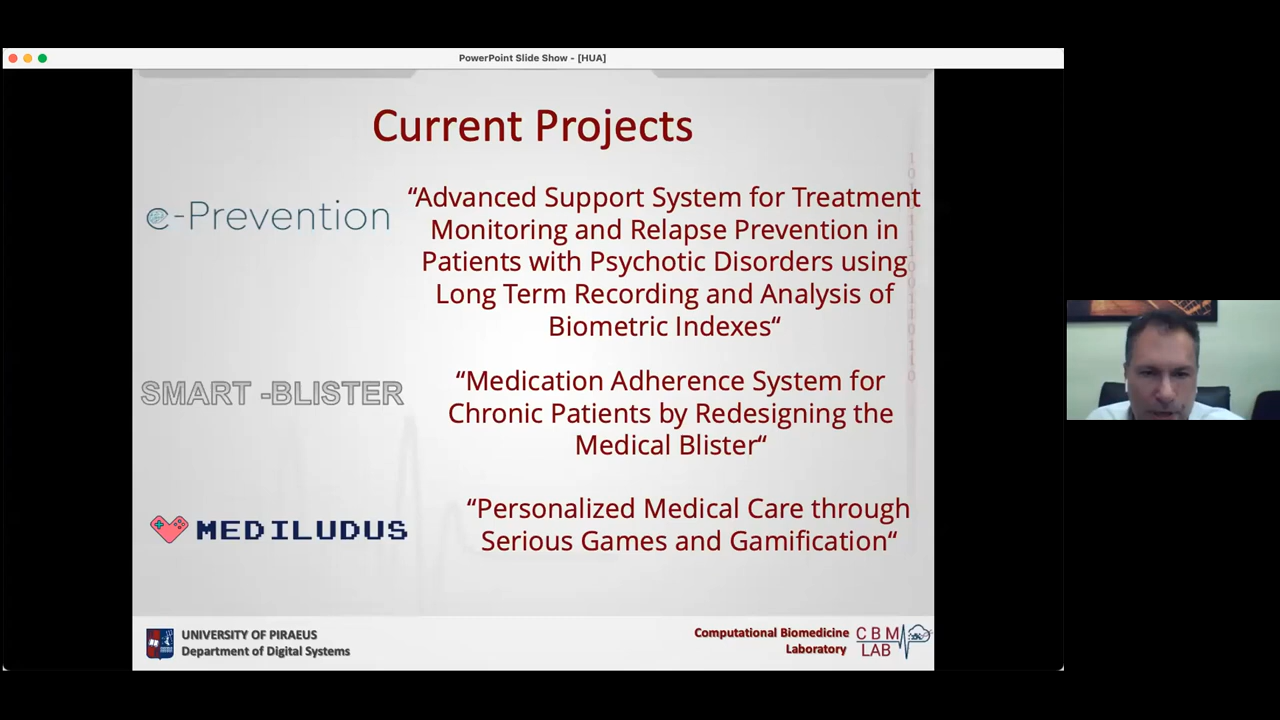 PowerPoint Slide Show - [HUA]
Current Projects
e-Prevention
“Advanced Support System for Treatment
Monitoring and Relapse Prevention in
Patients with Psychotic Disorders using
Long Term Recording and Analysis of
Biometric Indexes“
SMART -BLISTER
“Medication Adherence System for
Chronic Patients by Redesigning the
Medical Blister“
MEDILUDUS
“Personalized Medical Care through
Serious Games and Gamification“
UNIVERSITY OF PIRAEUS
Department of Digital Systems
Computational Biomedicine
Laboratory
C B M
LAB